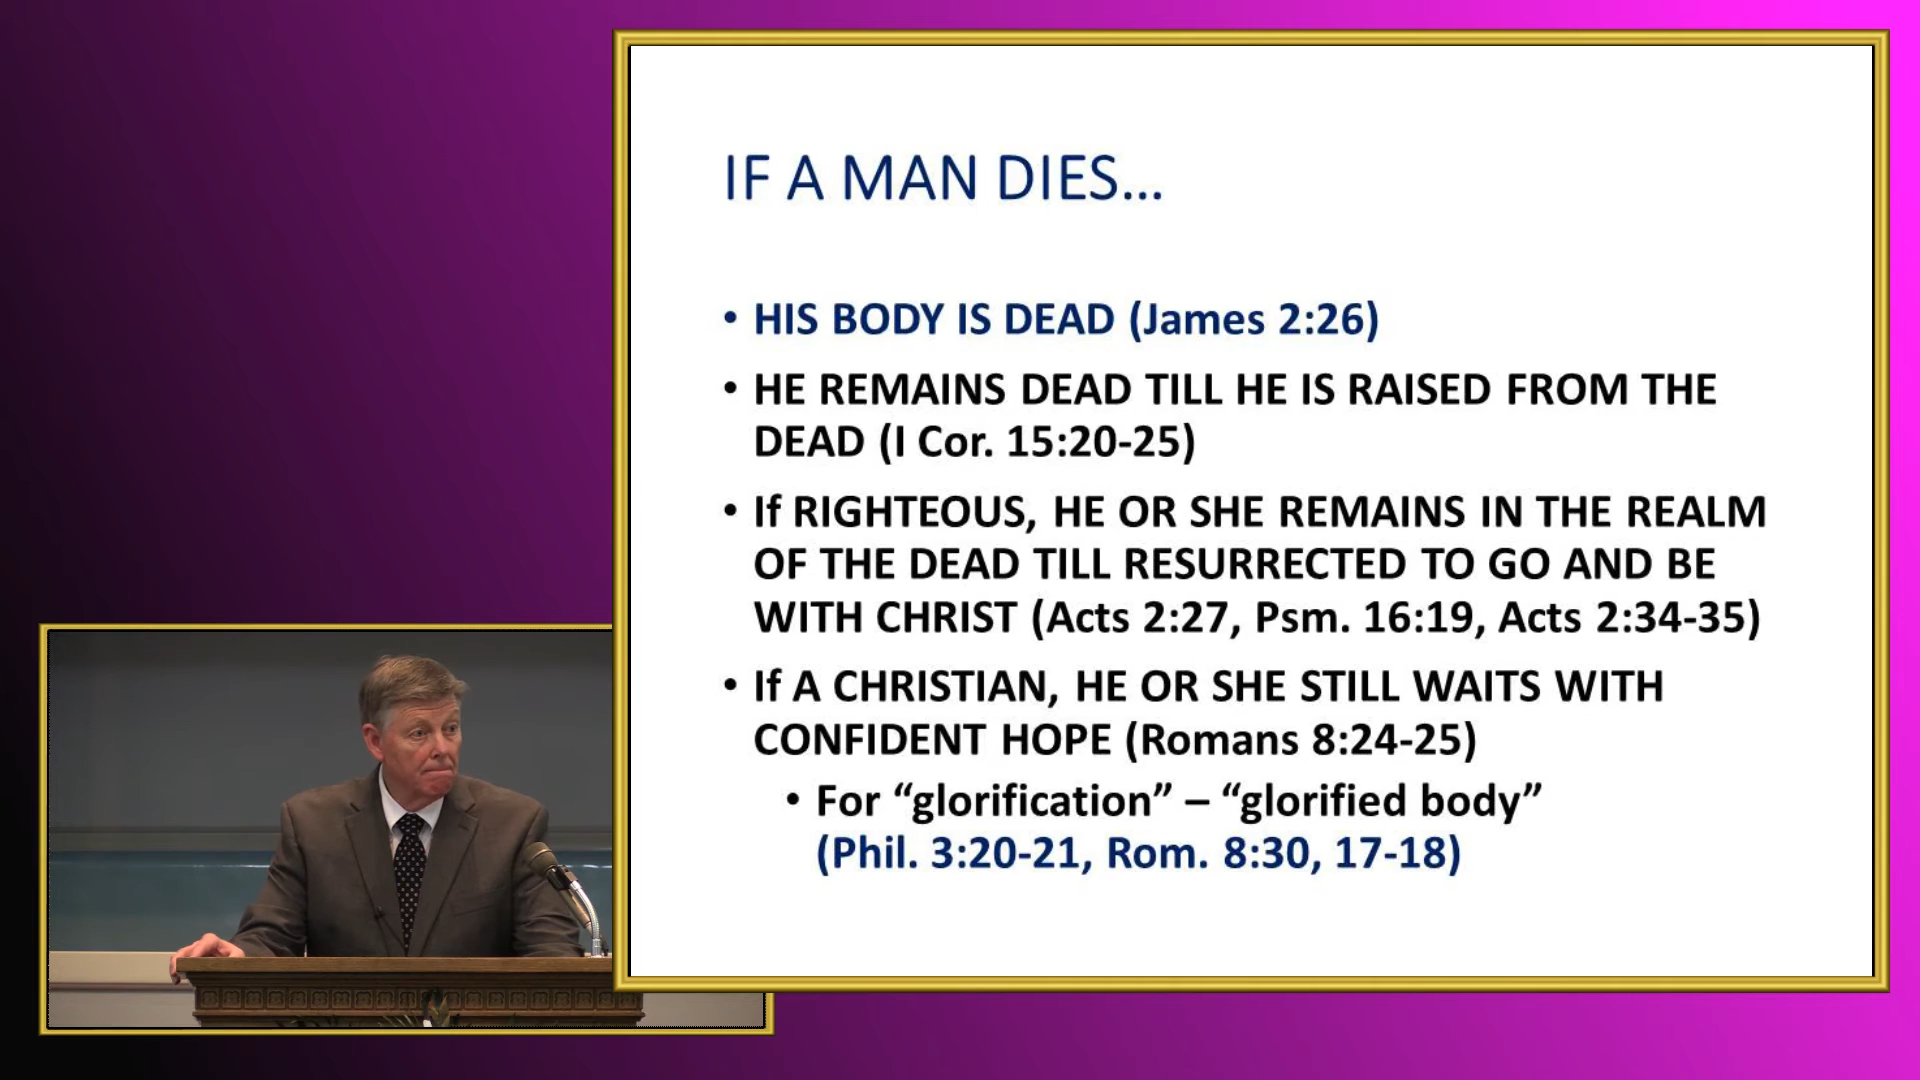 IF A MAN DIES…
• HIS BODY IS DEAD (James 2:26)
• HE REMAINS DEAD TILL HE IS RAISED FROM THE
DEAD (I Cor. 15:20-25)
• If RIGHTEOUS, HE OR SHE REMAINS IN THE REALM
OF THE DEAD TILL RESURRECTED TO GO AND BE
WITH CHRIST (Acts 2:27, Psm. 16:19, Acts 2:34-35)
• If A CHRISTIAN, HE OR SHE STILL WAITS WITH
CONFIDENT HOPE (Romans 8:24-25)
• For “glorification” – “glorified body”
(Phil. 3:20-21, Rom. 8:30, 17-18)